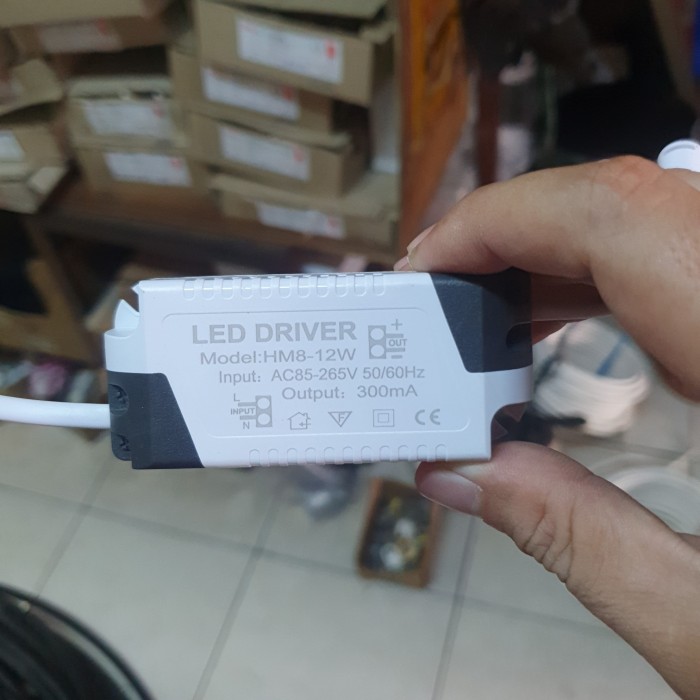 LED DRIVER
Model:HM8-12W
Input: AC85-265V 50/60Hz
Output: 300mA
+
OUT
−
L
INPUT
N
F
CE